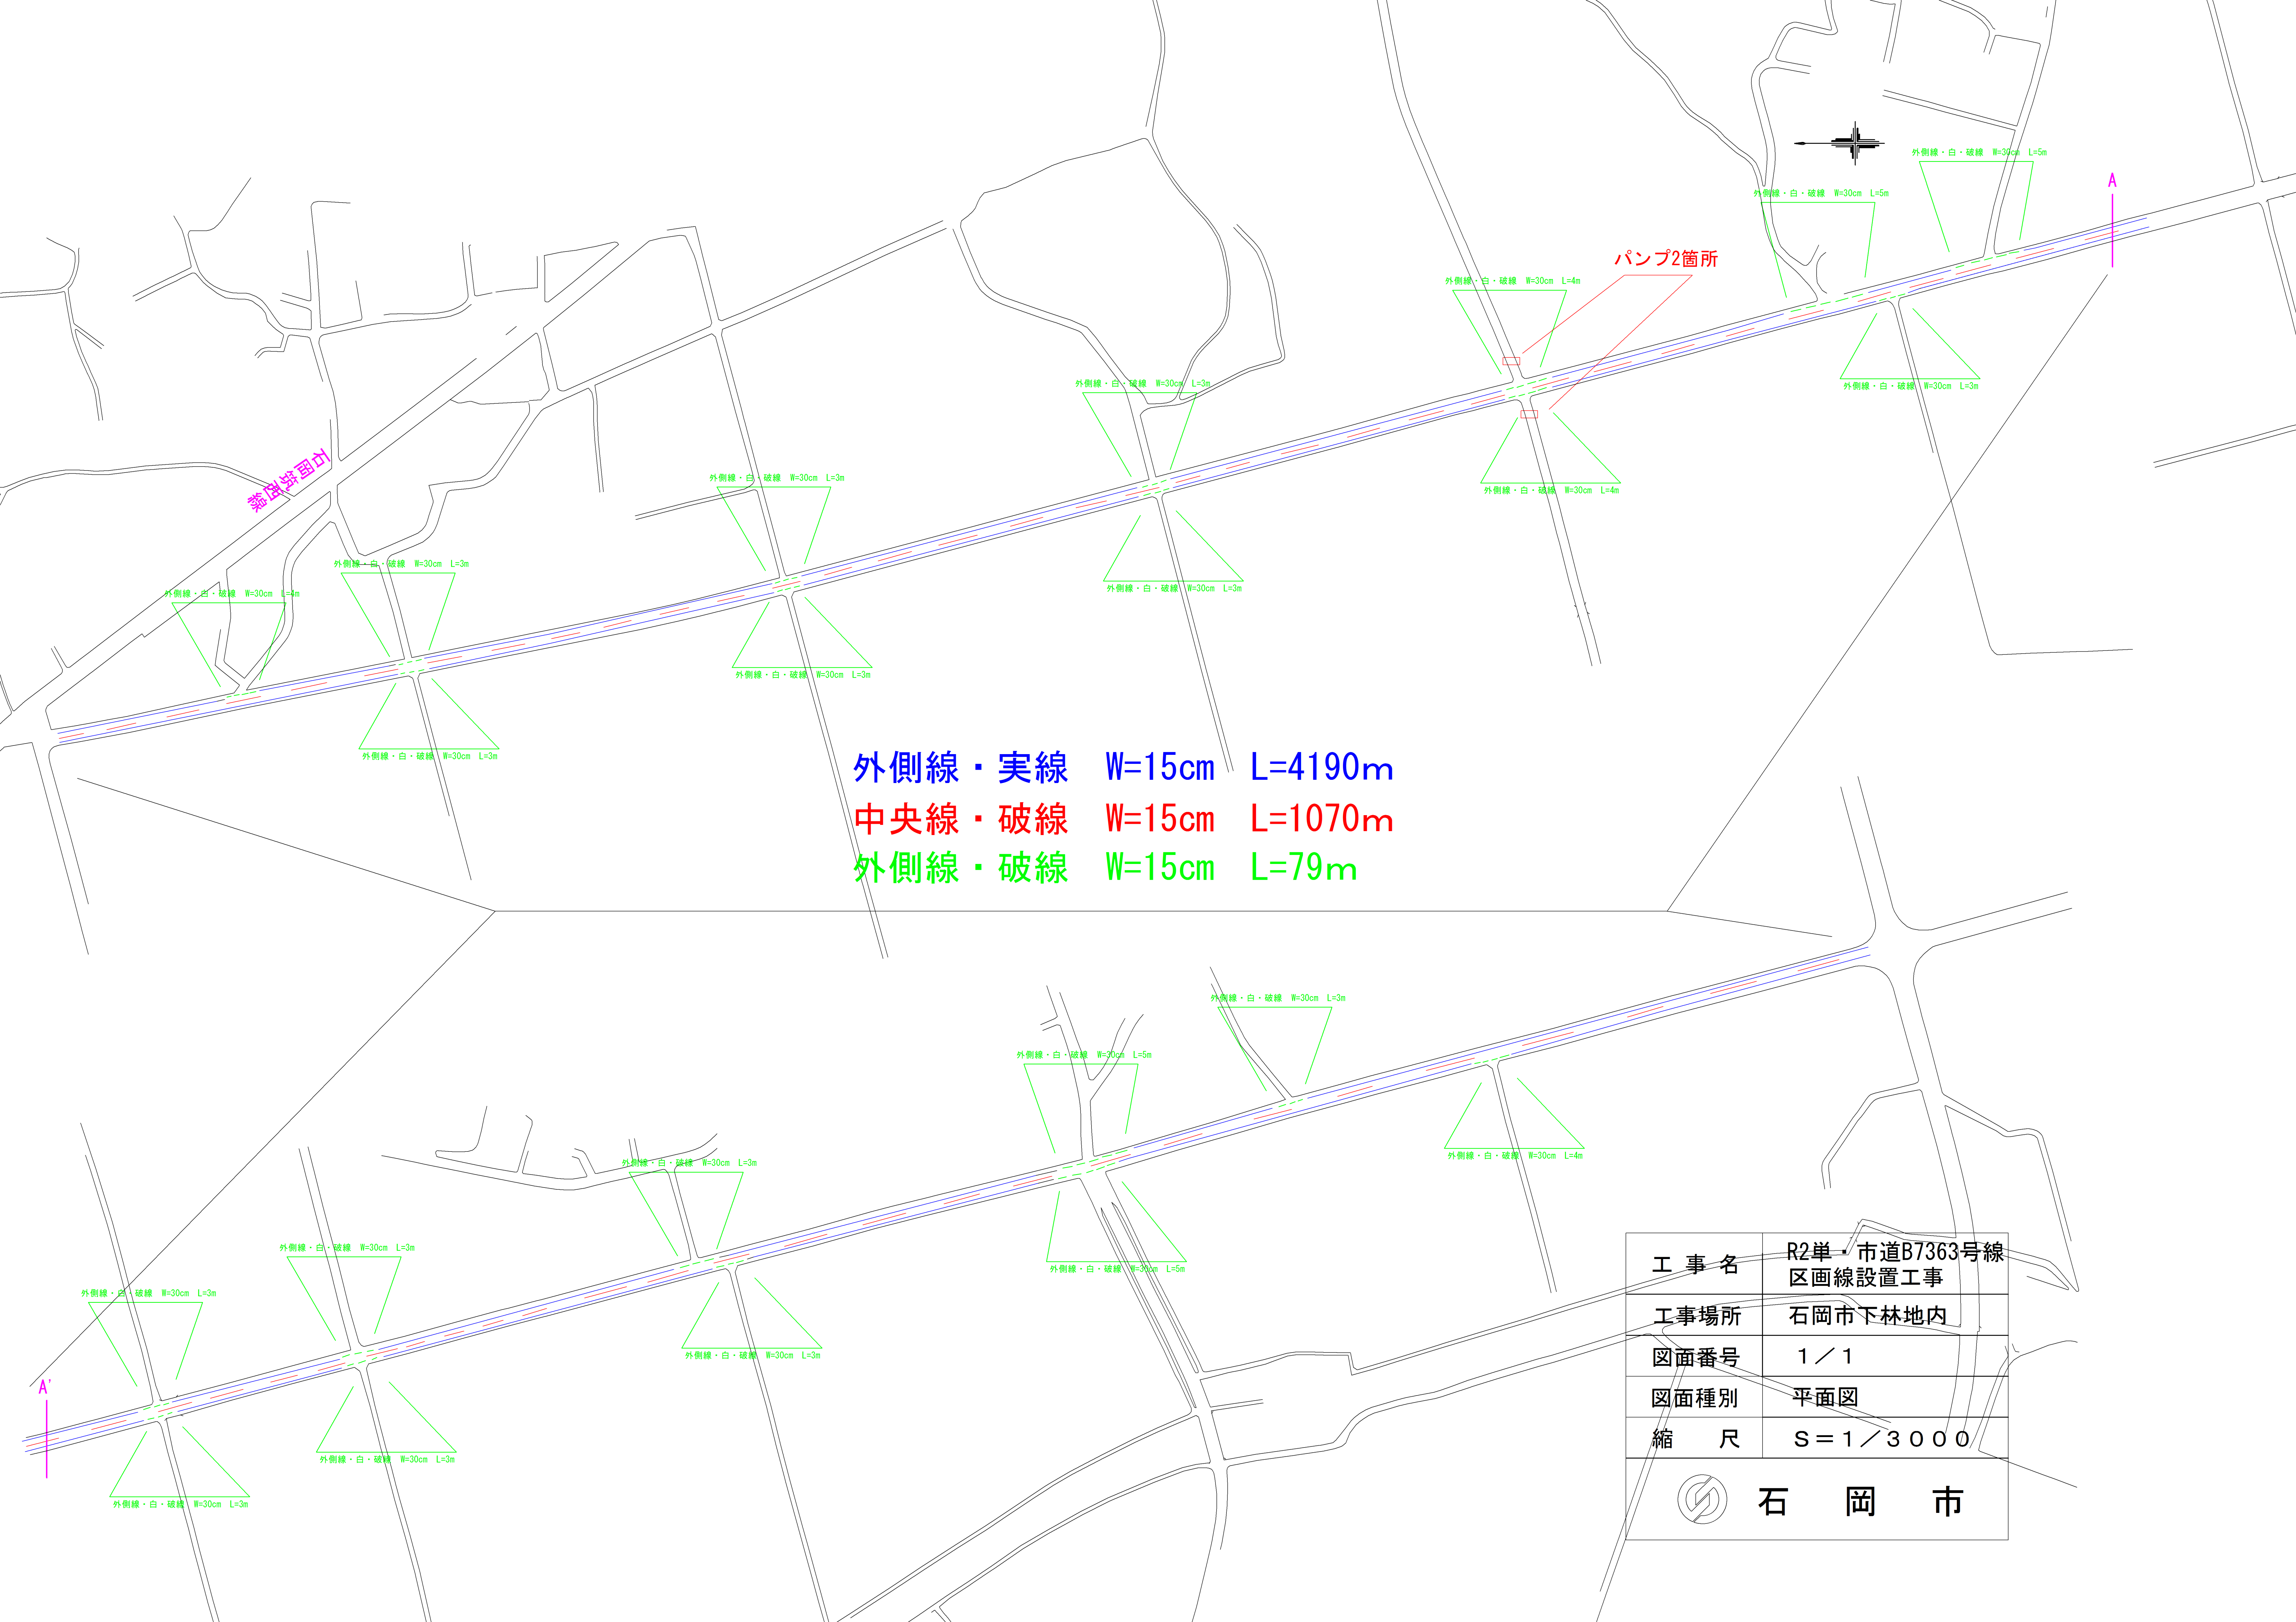 外側線・白・破線　W=30cm　L=5m
外側線・白・破線　W=30cm　L=5m
A
パンプ2箇所
外側線・白・破線　W=30cm　L=4m
外側線・白・破線　W=30cm　L=3m
外側線・白・破線　W=30cm　L=3m
石岡筑西線
外側線・白・破線　W=30cm　L=3m
外側線・白・破線　W=30cm　L=4m
外側線・白・破線　W=30cm　L=4m
外側線・白・破線　W=30cm　L=3m
外側線・白・破線　W=30cm　L=3m
外側線・白・破線　W=30cm　L=3m
外側線・白・破線　W=30cm　L=3m
外側線・実線　W=15cm　L=4190ｍ
中央線・破線　W=15cm　L=1070ｍ
外側線・破線　W=15cm　L=79ｍ
外側線・白・破線　W=30cm　L=3m
外側線・白・破線　W=30cm　L=5m
外側線・白・破線　W=30cm　L=4m
外側線・白・破線　W=30cm　L=3m
外側線・白・破線　W=30cm　L=3m
外側線・白・破線　W=30cm　L=5m
外側線・白・破線　W=30cm　L=3m
外側線・白・破線　W=30cm　L=3m
A'
外側線・白・破線　W=30cm　L=3m
外側線・白・破線　W=30cm　L=3m
工 事 名　R2単・市道B7363号線
区画線設置工事
工事場所　石岡市下林地内
図面番号　１／１
図面種別　平面図
縮　尺　Ｓ＝１／３０００
石　岡　市